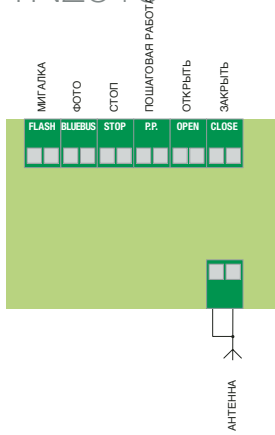 МИГАЛКА
ФОТО
СТОП
ПОШАГОВАЯ РАБОТА
ОТКРЫТЬ
ЗАКРЫТЬ
FLASH BLUEBUS STOP P.P. OPEN CLOSE
АНТЕННА